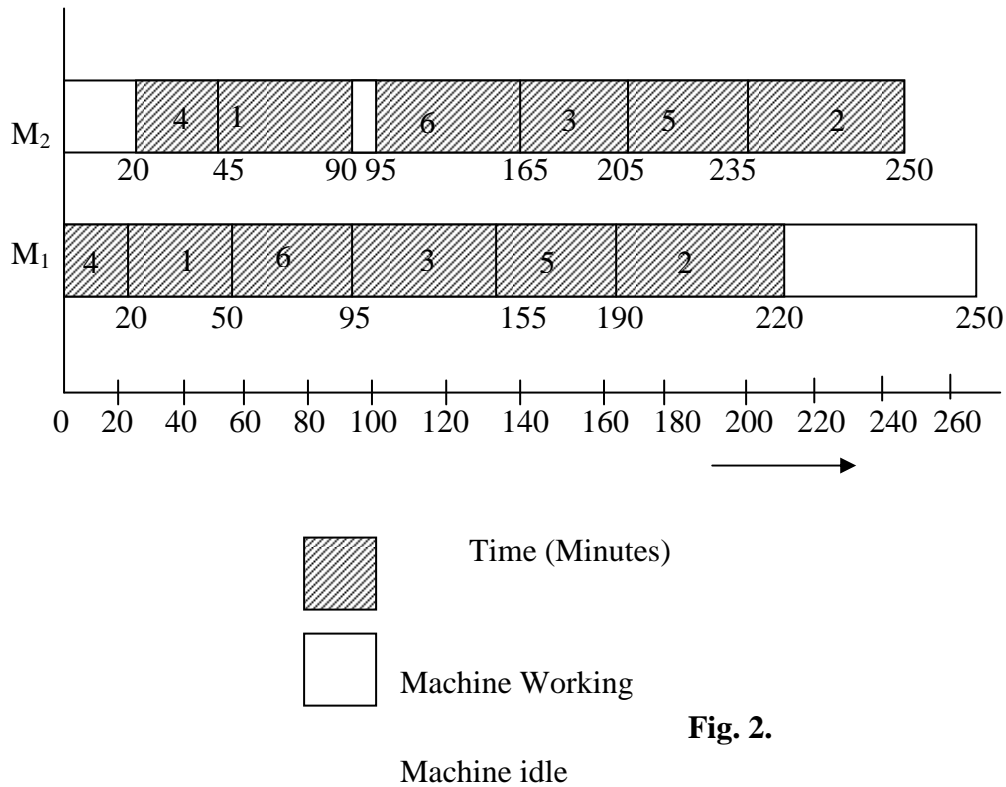 4 1 6 3 5 2
M2
20 45 90 95 165 205 235 250
M1
4 1 6 3 5 2
20 50 95 155 190 220 250
0 20 40 60 80 100 120 140 160 180 200 220 240 260
Time (Minutes)
Machine Working
Fig. 2.
Machine idle